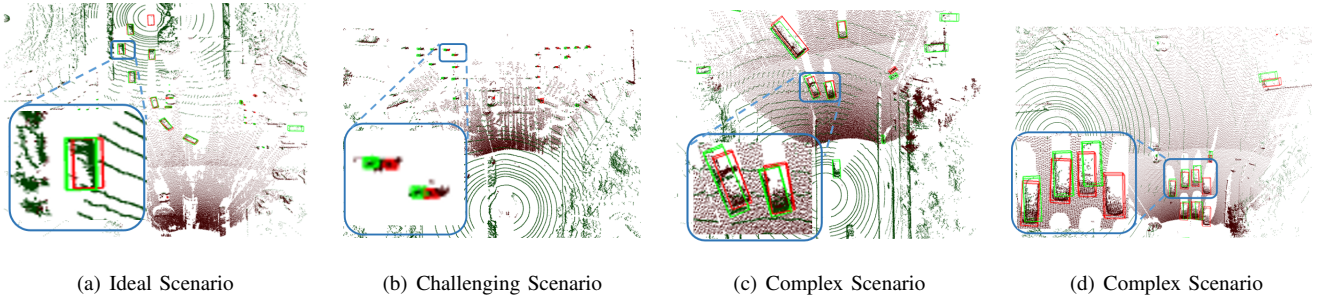 (a) Ideal Scenario
(b) Challenging Scenario
(c) Complex Scenario
(d) Complex Scenario